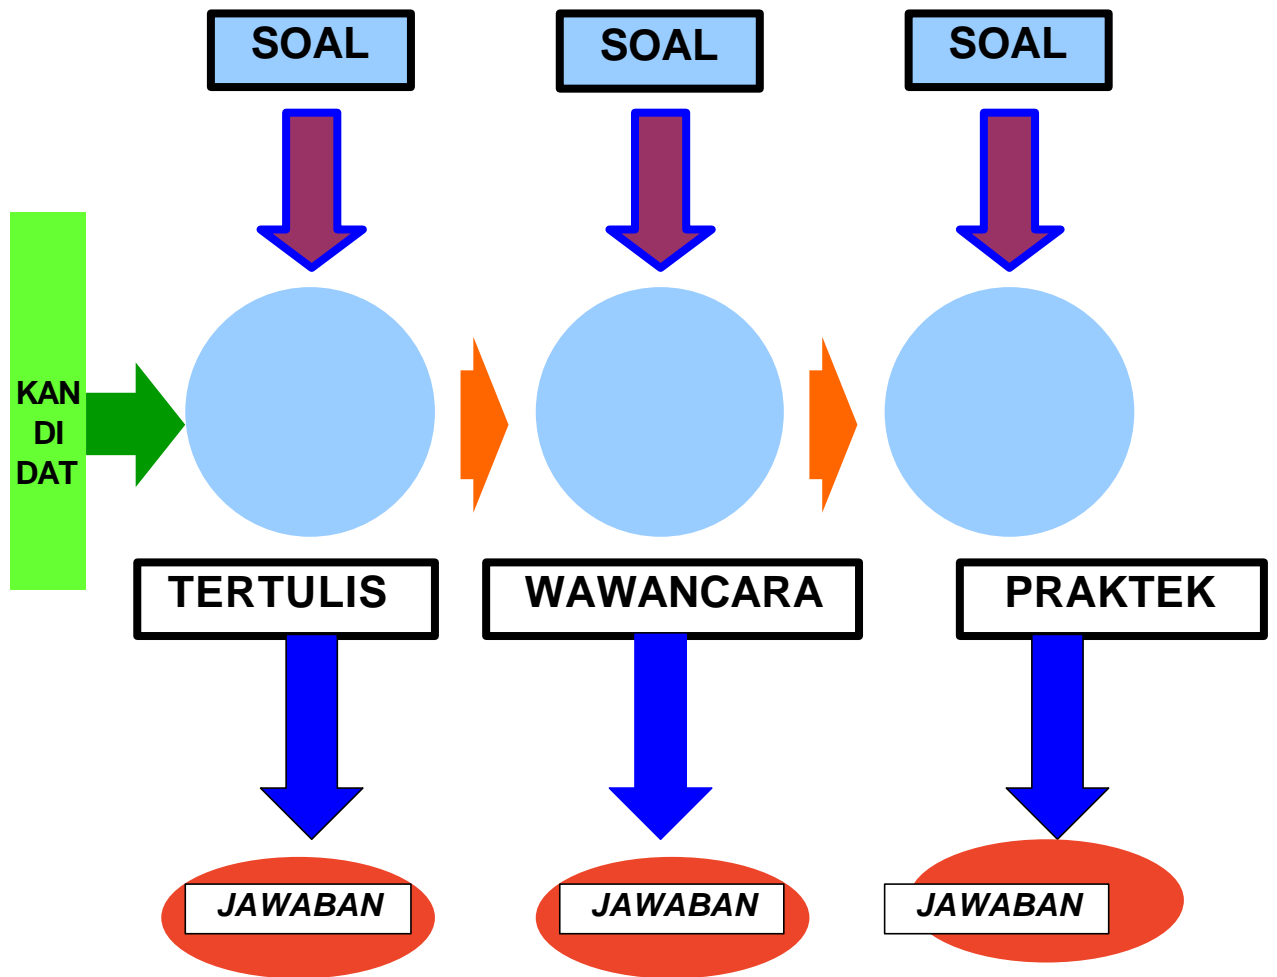 SOAL
SOAL
SOAL
KAN
DI
DAT
TERTULIS
WAWANCARA
PRAKTEK
JAWABAN
JAWABAN
JAWABAN